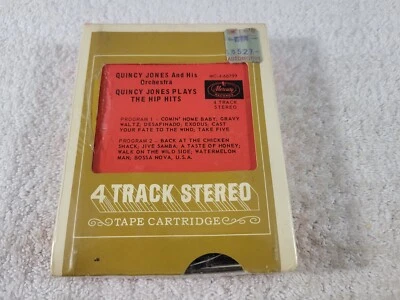 5521
QUINCY JONES And His
Orchestra
QUINCY JONES PLAYS
THE HIP HITS
Mercury
RECORDS
4 TRACK
STEREO
PROGRAM 1 - COMIN' HOME BABY; GRAVY
WALTZ; DESAFINADO; EXODUS; CAST
YOUR FATE TO THE WIND; TAKE FIVE
PROGRAM 2 - BACK AT THE CHICKEN
SHACK; JIVE SAMBA; A TASTE OF HONEY;
WALK ON THE WILD SIDE; WATERMELON
MAN; BOSSA NOVA, U.S.A.
4 TRACK STEREO
TAPE CARTRIDGE